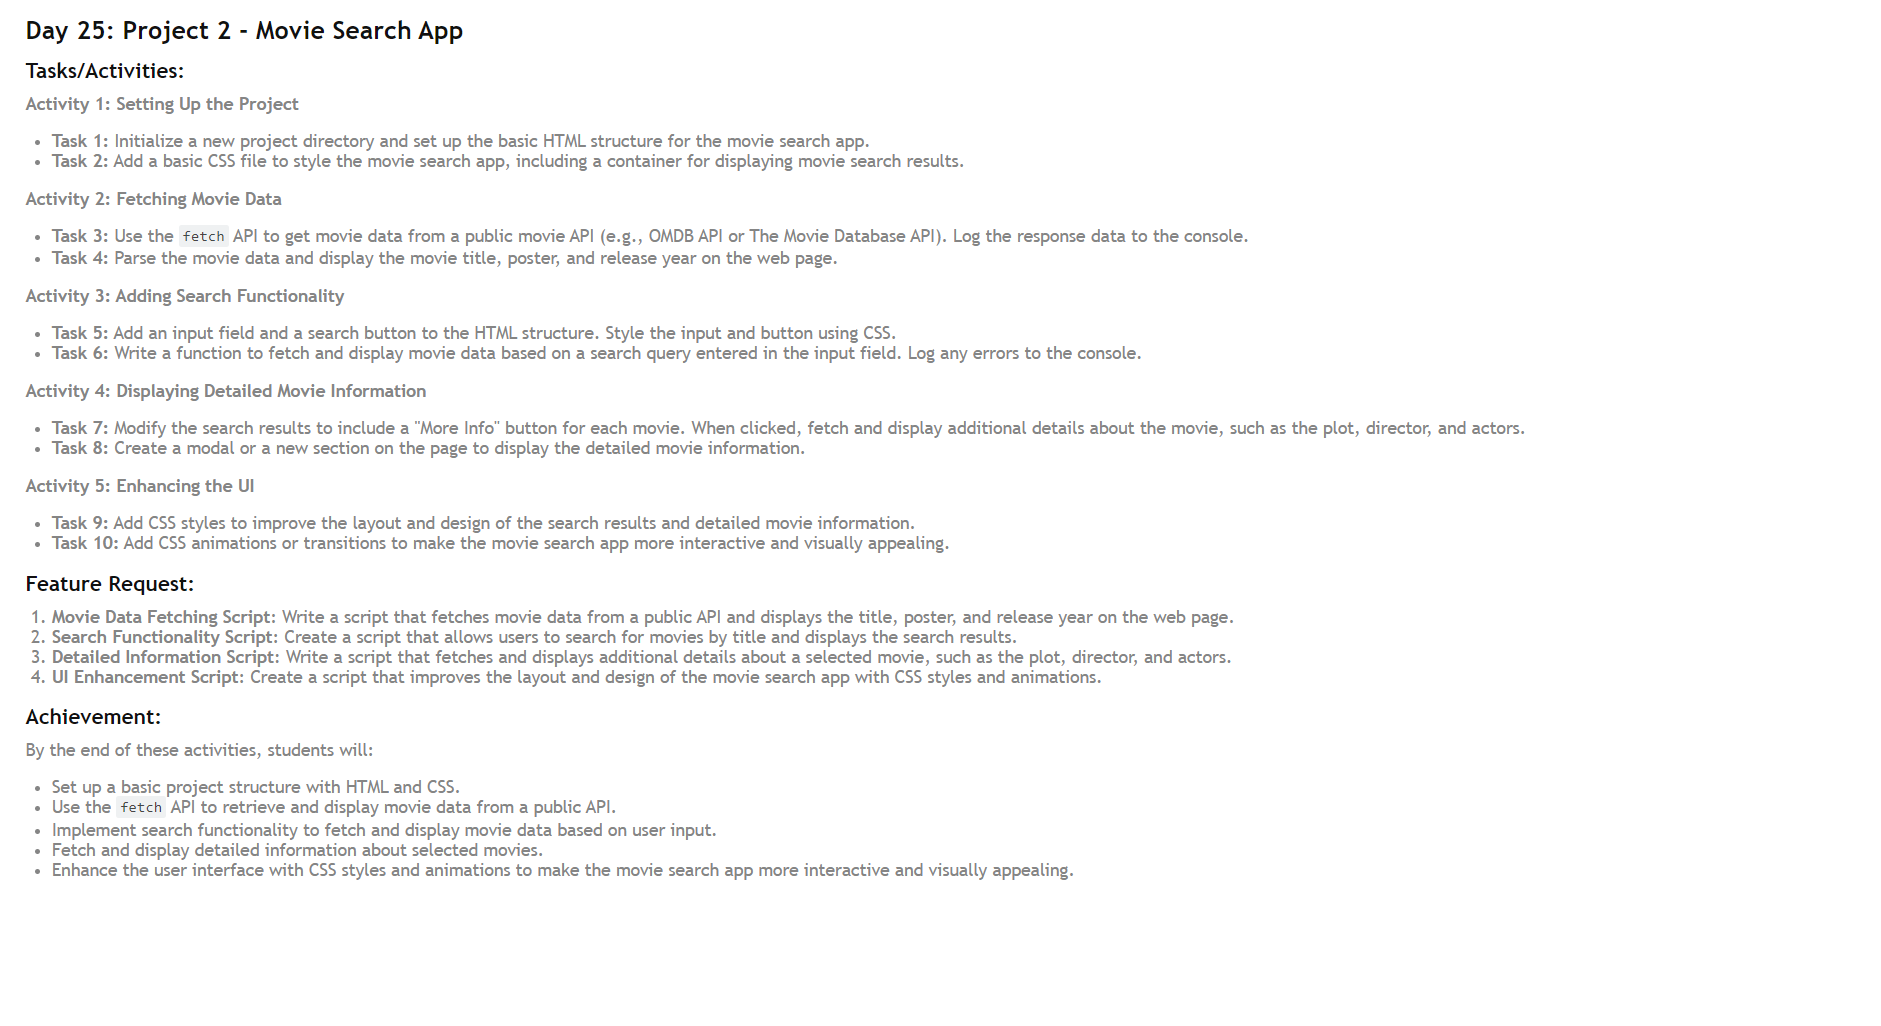 Day 25: Project 2 - Movie Search App
Tasks/Activities:
Activity 1: Setting Up the Project
• Task 1: Initialize a new project directory and set up the basic HTML structure for the movie search app.
• Task 2: Add a basic CSS file to style the movie search app, including a container for displaying movie search results.
Activity 2: Fetching Movie Data
• Task 3: Use the fetch API to get movie data from a public movie API (e.g., OMDB API or The Movie Database API). Log the response data to the console.
• Task 4: Parse the movie data and display the movie title, poster, and release year on the web page.
Activity 3: Adding Search Functionality
• Task 5: Add an input field and a search button to the HTML structure. Style the input and button using CSS.
• Task 6: Write a function to fetch and display movie data based on a search query entered in the input field. Log any errors to the console.
Activity 4: Displaying Detailed Movie Information
• Task 7: Modify the search results to include a "More Info" button for each movie. When clicked, fetch and display additional details about the movie, such as the plot, director, and actors.
• Task 8: Create a modal or a new section on the page to display the detailed movie information.
Activity 5: Enhancing the UI
• Task 9: Add CSS styles to improve the layout and design of the search results and detailed movie information.
• Task 10: Add CSS animations or transitions to make the movie search app more interactive and visually appealing.
Feature Request:
1. Movie Data Fetching Script: Write a script that fetches movie data from a public API and displays the title, poster, and release year on the web page.
2. Search Functionality Script: Create a script that allows users to search for movies by title and displays the search results.
3. Detailed Information Script: Write a script that fetches and displays additional details about a selected movie, such as the plot, director, and actors.
4. UI Enhancement Script: Create a script that improves the layout and design of the movie search app with CSS styles and animations.
Achievement:
By the end of these activities, students will:
• Set up a basic project structure with HTML and CSS.
• Use the fetch API to retrieve and display movie data from a public API.
• Implement search functionality to fetch and display movie data based on user input.
• Fetch and display detailed information about selected movies.
• Enhance the user interface with CSS styles and animations to make the movie search app more interactive and visually appealing.